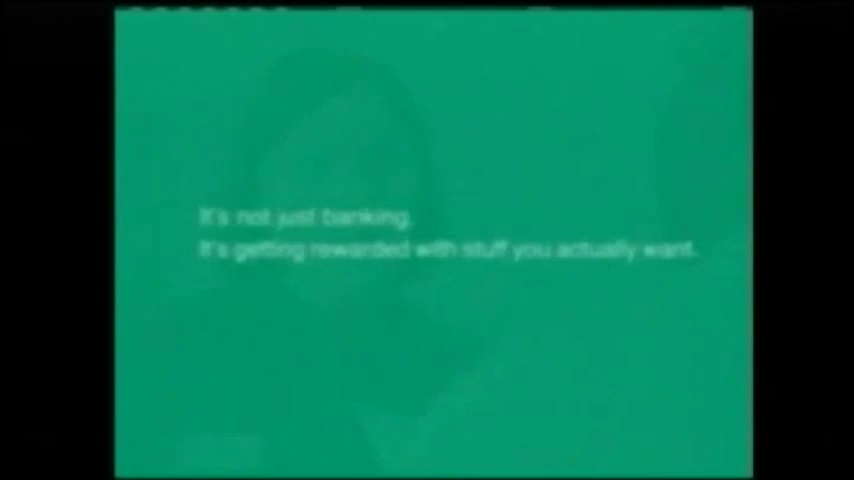 It's not just banking.
It's getting rewarded with stuff you actually want.